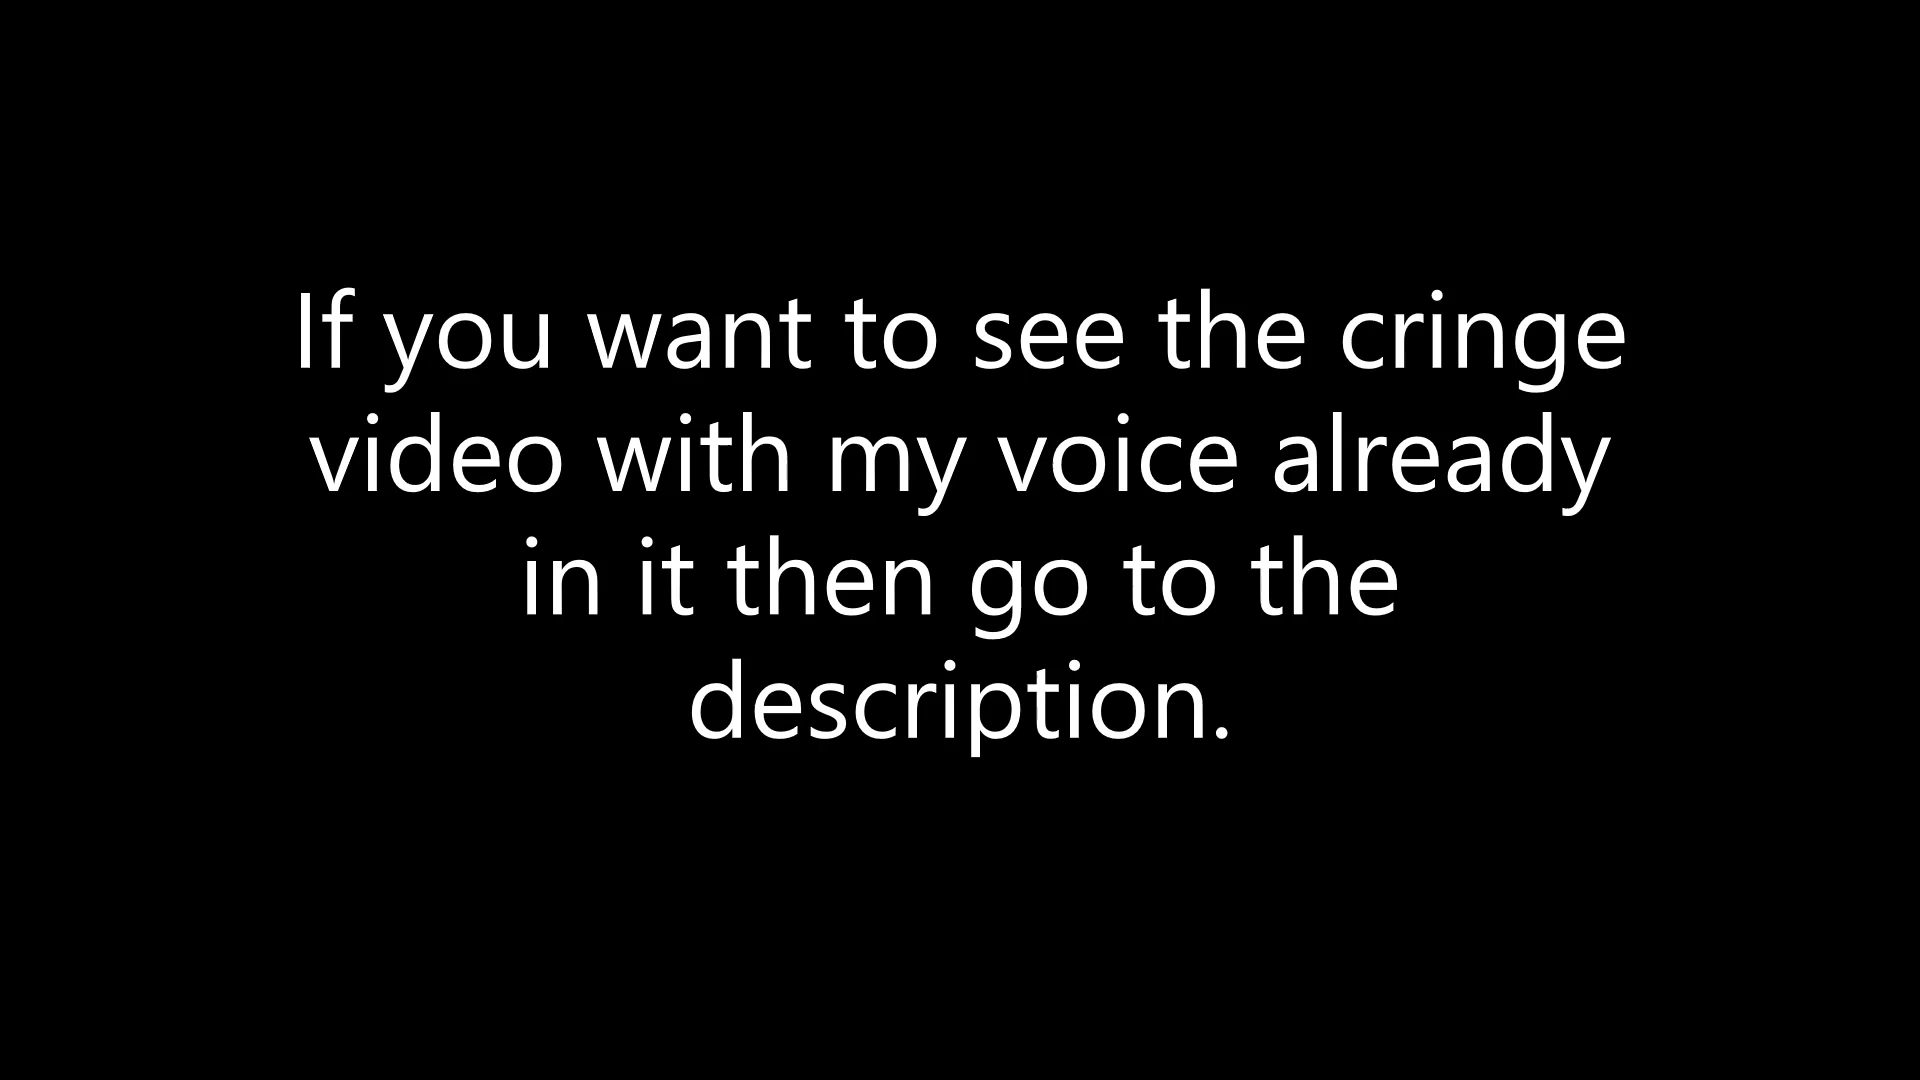 If you want to see the cringe
video with my voice already
in it then go to the
description.